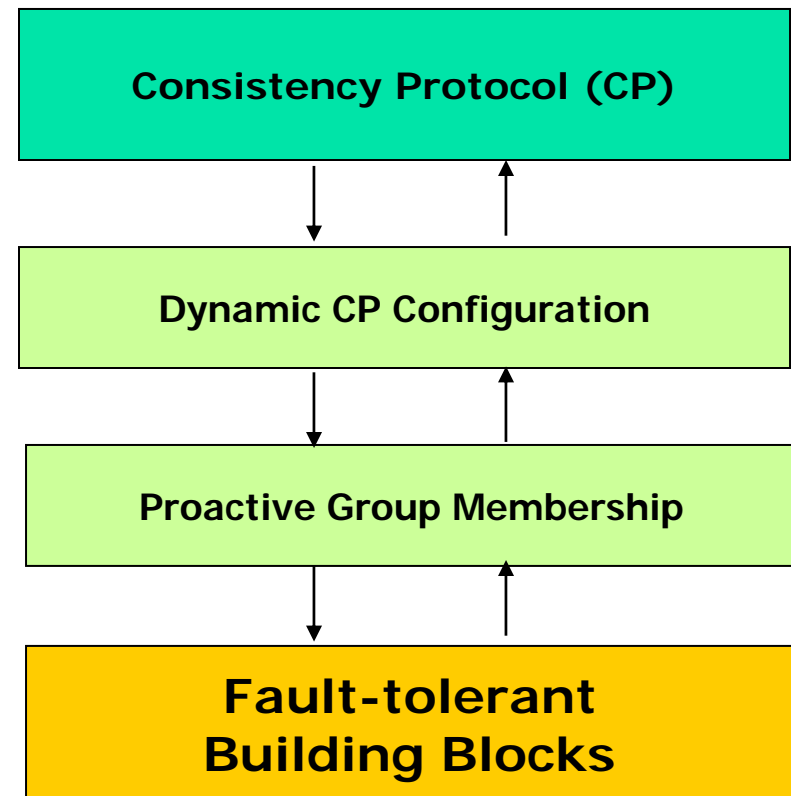 Consistency Protocol (CP)
Dynamic CP Configuration
Proactive Group Membership
Fault-tolerant
Building Blocks